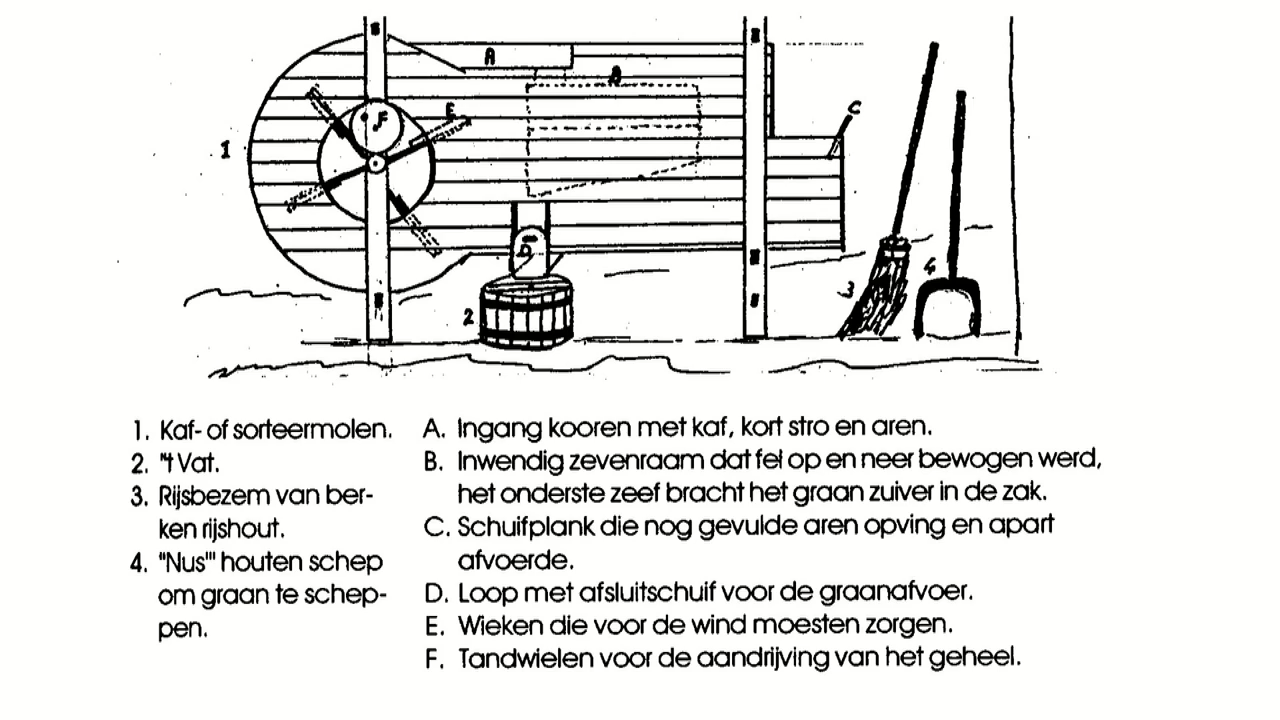 A
B
C
E
F
1
D
2
3
4
1. Kaf- of sorteermolen.
2. 't Vat.
3. Rijsbezem van ber-
ken rijshout.
4. "Nus"' houten schep
om graan te schep-
pen.
A. Ingang kooren met kaf, kort stro en aren.
B. Inwendig zevenraam dat fel op en neer bewogen werd,
het onderste zeef bracht het graan zuiver in de zak.
C. Schuifplank die nog gevulde aren opving en apart
afvoerde.
D. Loop met afsluitschuif voor de graanafvoer.
E. Wieken die voor de wind moesten zorgen.
F. Tandwielen voor de aandrijving van het geheel.